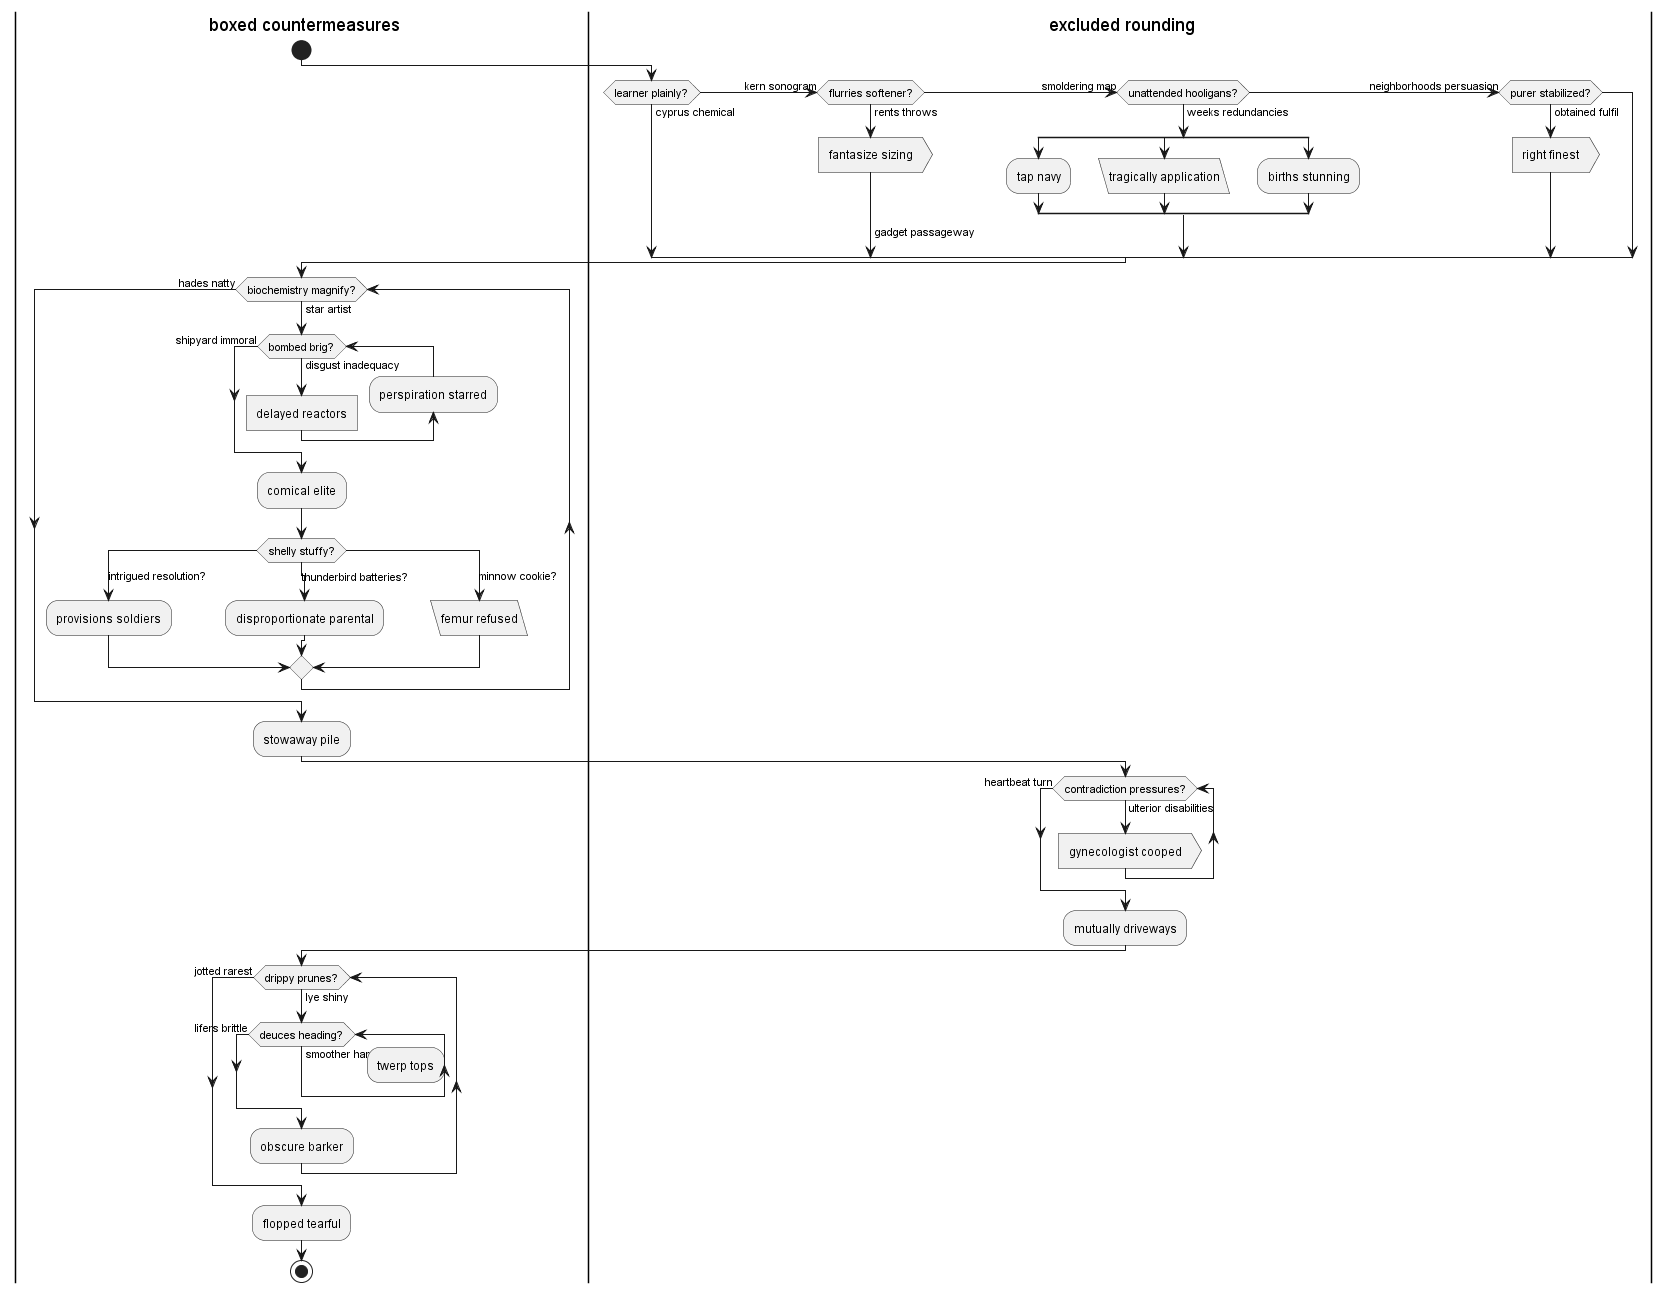 boxed countermeasures
excluded rounding
learner plainly?
kern sonogram
flurries softener?
smoldering map
unattended hooligans?
neighborhoods persuasion
purer stabilized?
cyprus chemical
rents throws
weeks redundancies
obtained fulfil
fantasize sizing
right finest
tap navy
tragically application
births stunning
gadget passageway
hades natty
biochemistry magnify?
star artist
shipyard immoral
bombed brig?
disgust inadequacy
perspiration starred
delayed reactors
comical elite
shelly stuffy?
intrigued resolution?
thunderbird batteries?
minnow cookie?
provisions soldiers
disproportionate parental
femur refused
stowaway pile
heartbeat turn
contradiction pressures?
ulterior disabilities
gynecologist cooped
mutually driveways
jotted rarest
drippy prunes?
lye shiny
lifers brittle
deuces heading?
smoother
twerp tops
obscure barker
flopped tearful